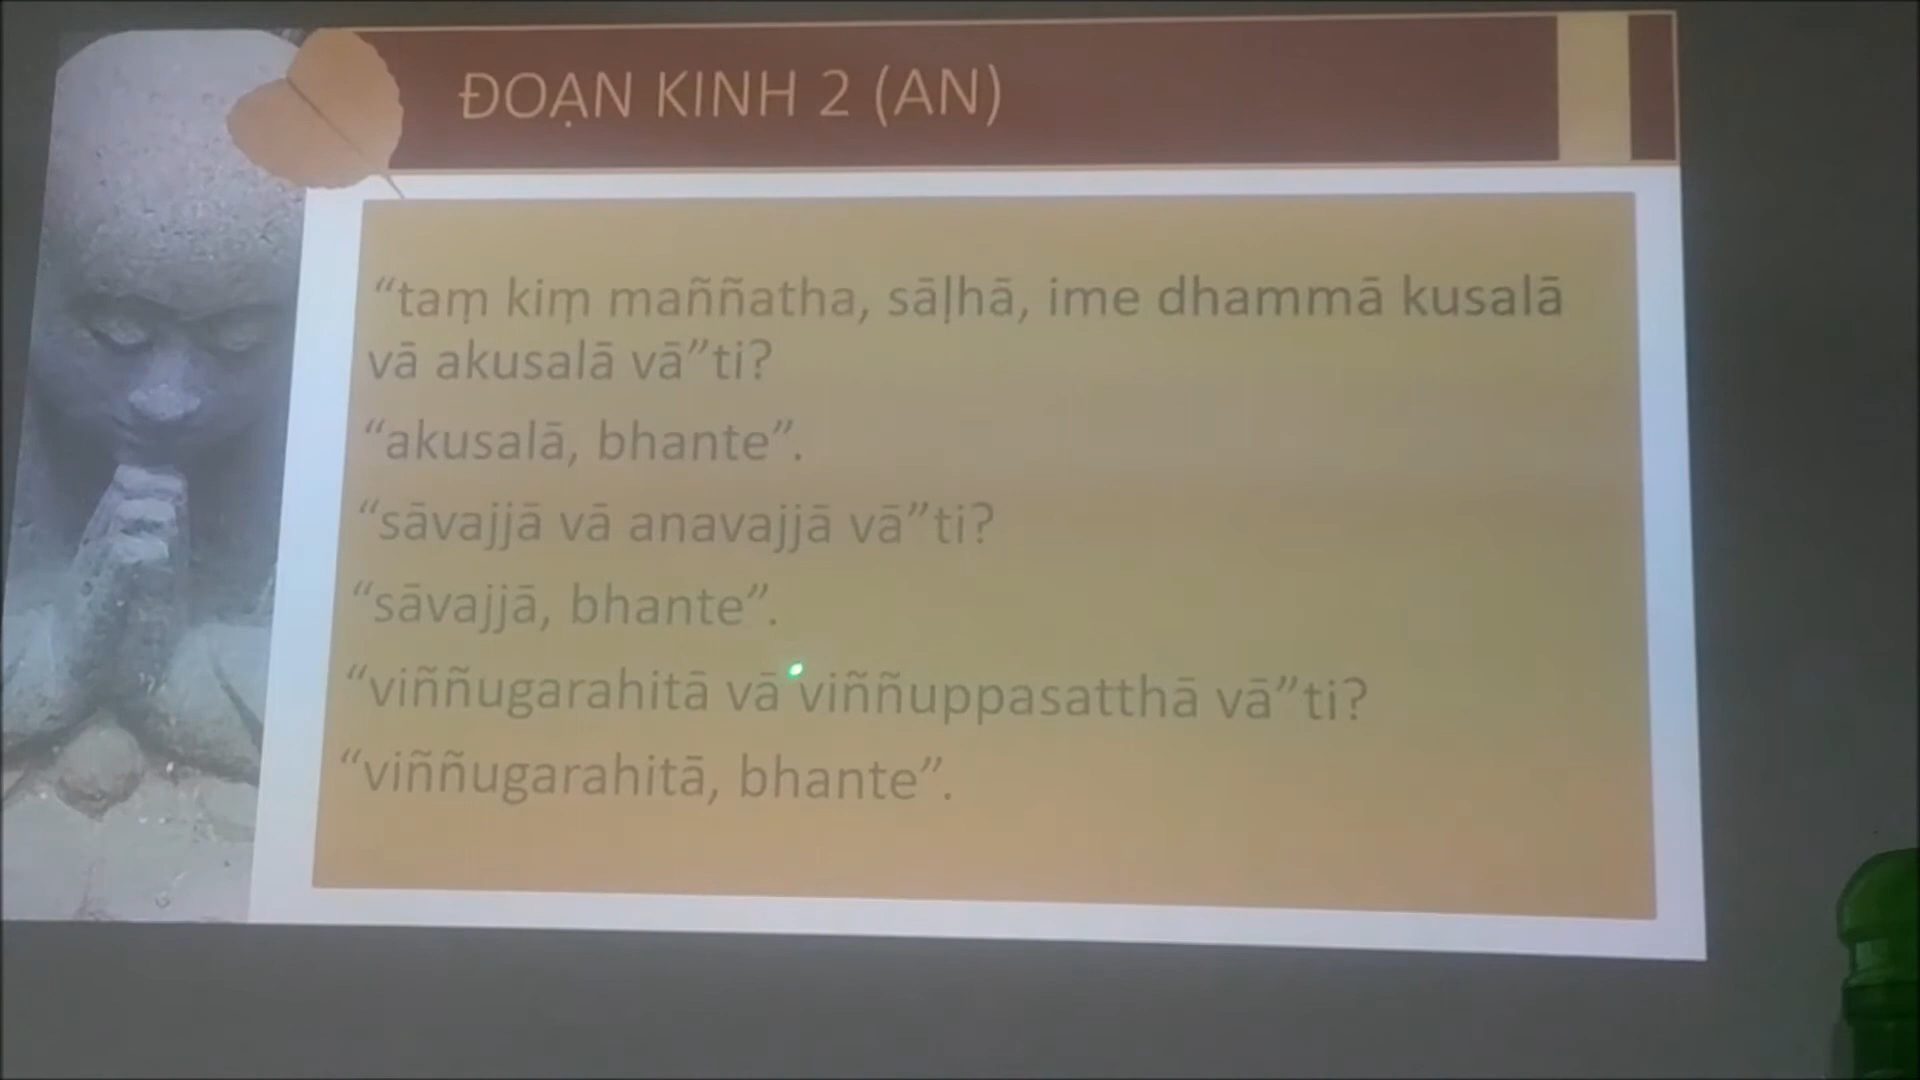 ĐOẠN KINH 2 (AN)
“taṃ kiṃ maññatha, sāḷhā, ime dhammā kusalā
vā akusalā vā”ti?
“akusalā, bhante”.
“sāvajjā vā anavajjā vā”ti?
“sāvajjā, bhante”.
“viññugarahitā vā viññuppasatthā vā”ti?
“viññugarahitā, bhante”.